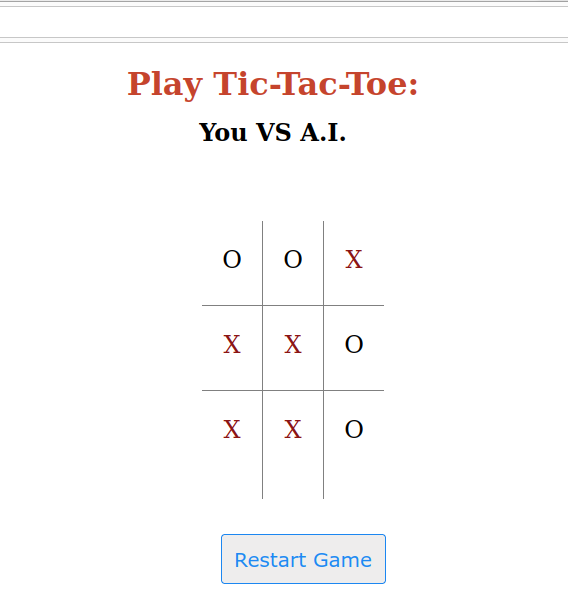 Play Tic-Tac-Toe:
You VS A.I.
O O X
X X O
X X O
Restart Game